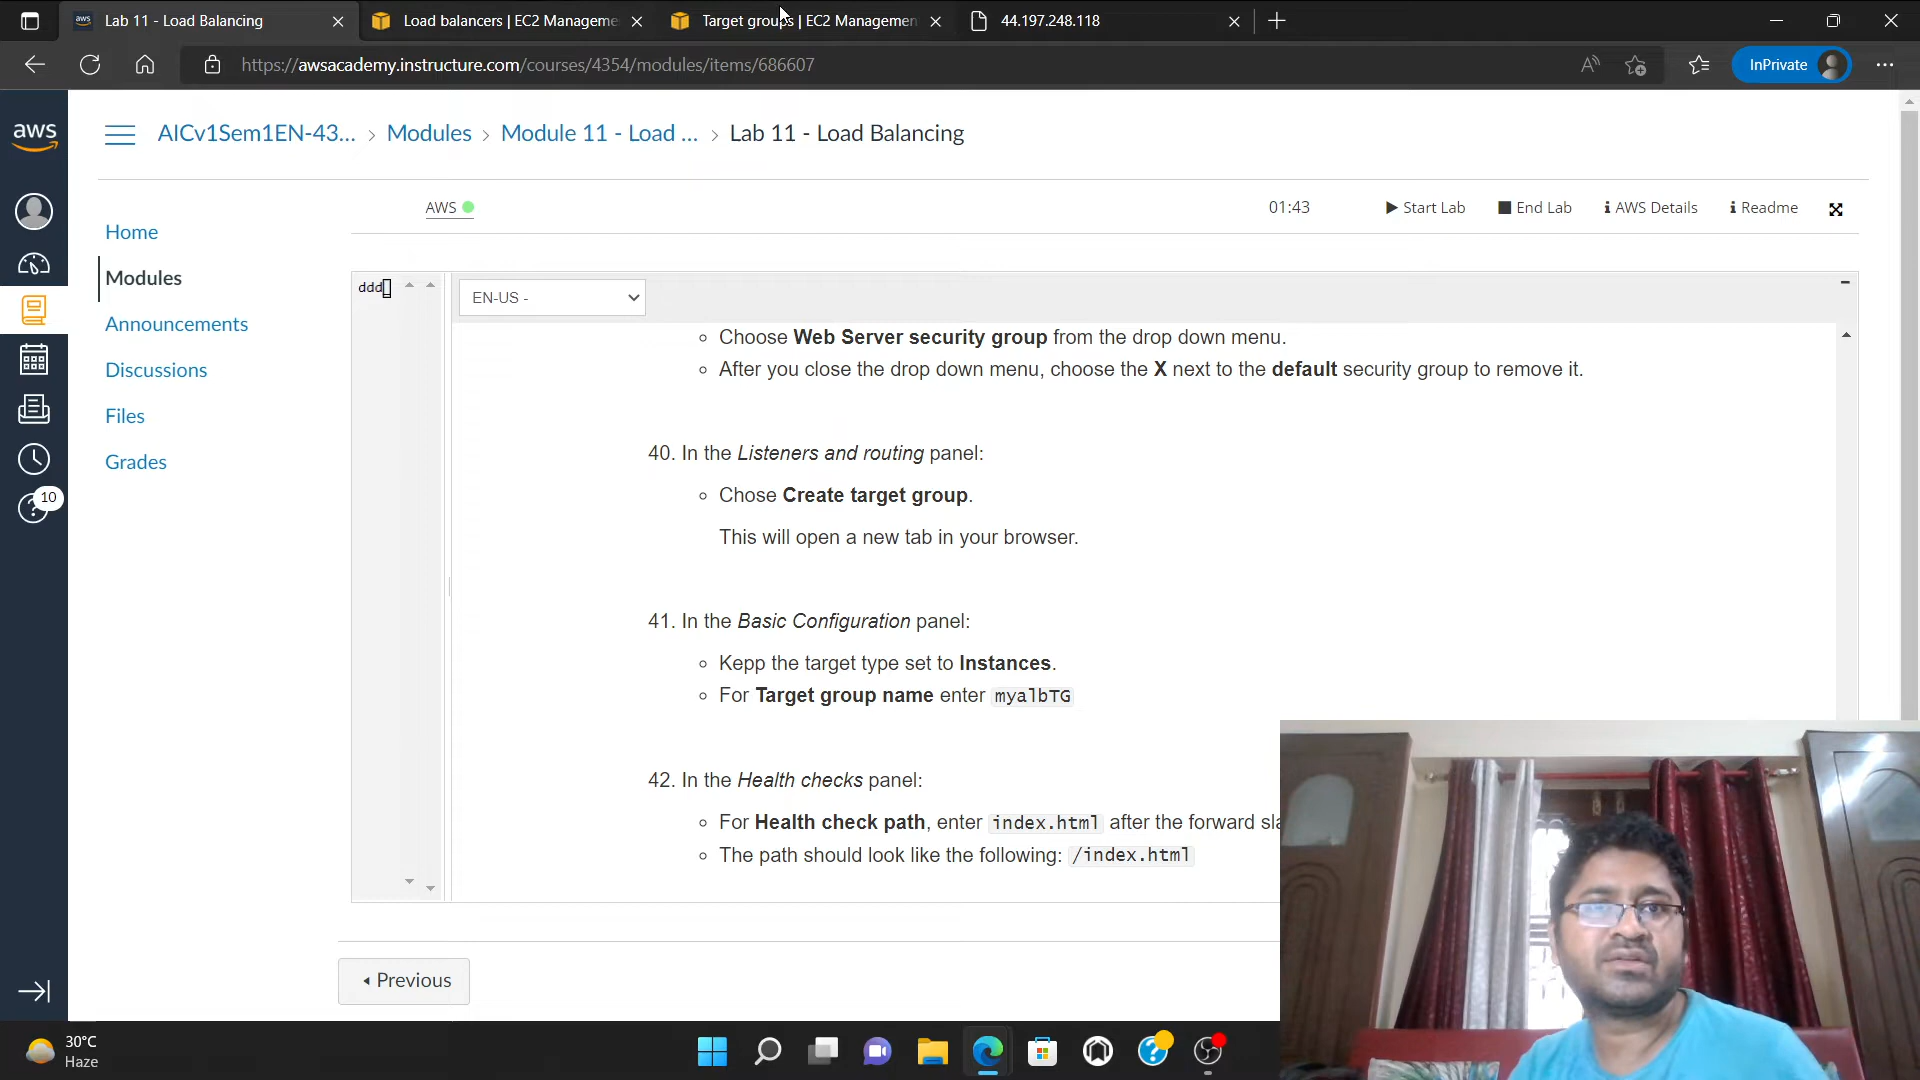 Lab 11 - Load Balancing
Load balancers | EC2 Manageme
Target groups | EC2 Management
44.197.248.118
https://awsacademy.instructure.com/courses/4354/modules/items/686607
InPrivate
aws
AICv1Sem1EN-43... > Modules > Module 11 - Load ... > Lab 11 - Load Balancing
AWS
01:43
Start Lab
End Lab
AWS Details
Readme
Home
Modules
Announcements
Discussions
Files
Grades
10
ddd
EN-US -
Choose Web Server security group from the drop down menu.
After you close the drop down menu, choose the X next to the default security group to remove it.
40. In the Listeners and routing panel:
Chose Create target group.
This will open a new tab in your browser.
41. In the Basic Configuration panel:
Kepp the target type set to Instances.
For Target group name enter myalbTG
42. In the Health checks panel:
For Health check path, enter index.html after the forward sla
The path should look like the following: /index.html
Previous
30°C
Haze